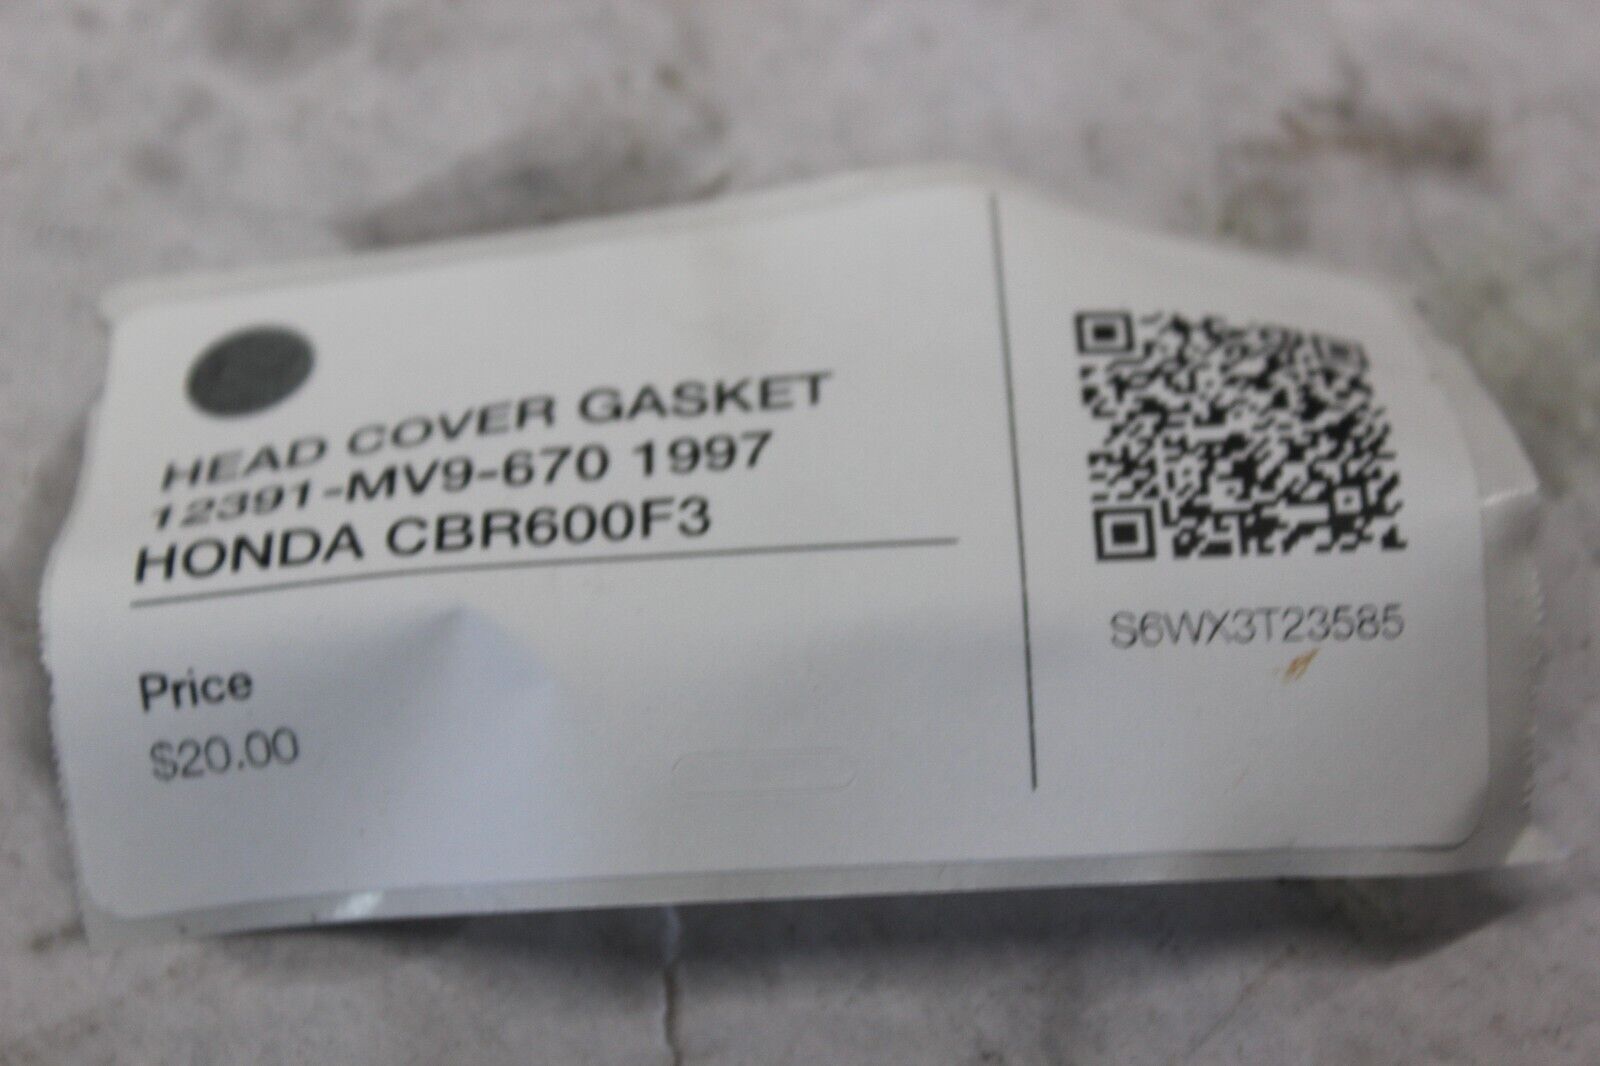 HEAD COVER GASKET
12391-MV9-670 1997
HONDA CBR600F3
Price
$20.00
S6WX3T23585